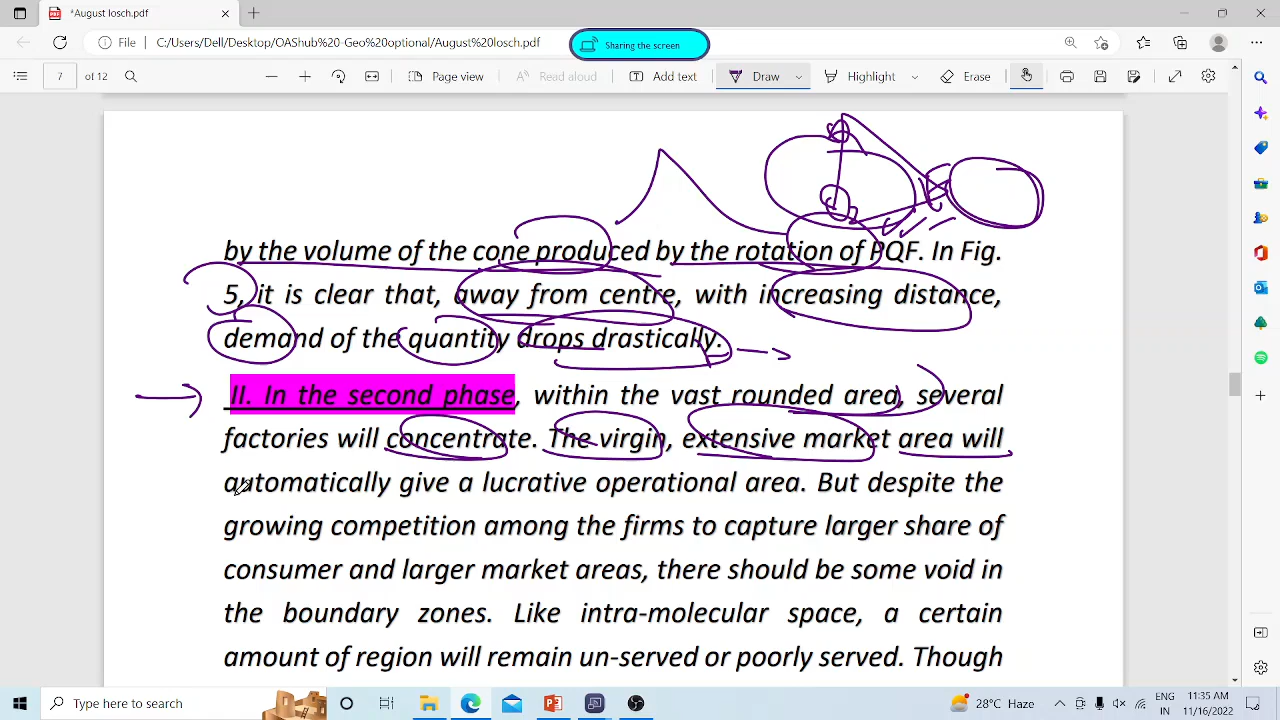 *August losch.pdf
File C:/Users/Dell/Desktop/OAShub%20-%20Geo%20optional/August%20losch.pdf
Sharing the screen
7 of 12
Page view
Read aloud
Add text
Draw
Highlight
Erase
by the volume of the cone produced by the rotation of PQF. In Fig.
5, it is clear that, away from centre, with increasing distance,
demand of the quantity drops drastically.
II. In the second phase, within the vast rounded area, several
factories will concentrate. The virgin, extensive market area will
automatically give a lucrative operational area. But despite the
growing competition among the firms to capture larger share of
consumer and larger market areas, there should be some void in
the boundary zones. Like intra-molecular space, a certain
amount of region will remain un-served or poorly served. Though
Type here to search
28°C Haze
ENG
IN
11:35 AM
11/16/2022